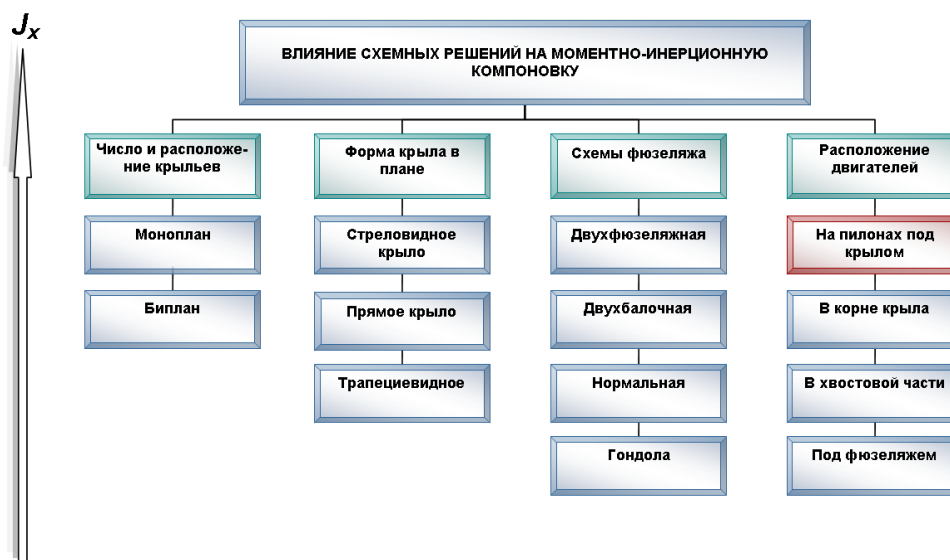 Jx
ВЛИЯНИЕ СХЕМНЫХ РЕШЕНИЙ НА МОМЕНТНО-ИНЕРЦИОННУЮ
КОМПОНОВКУ
Число и расположе-
ние крыльев
Моноплан
Биплан
Форма крыла в
плане
Стреловидное
крыло
Прямое крыло
Трапециевидное
Схемы фюзеляжа
Двухфюзеляжная
Двухбалочная
Нормальная
Гондола
Расположение
двигателей
На пилонах под
крылом
В корне крыла
В хвостовой части
Под фюзеляжем